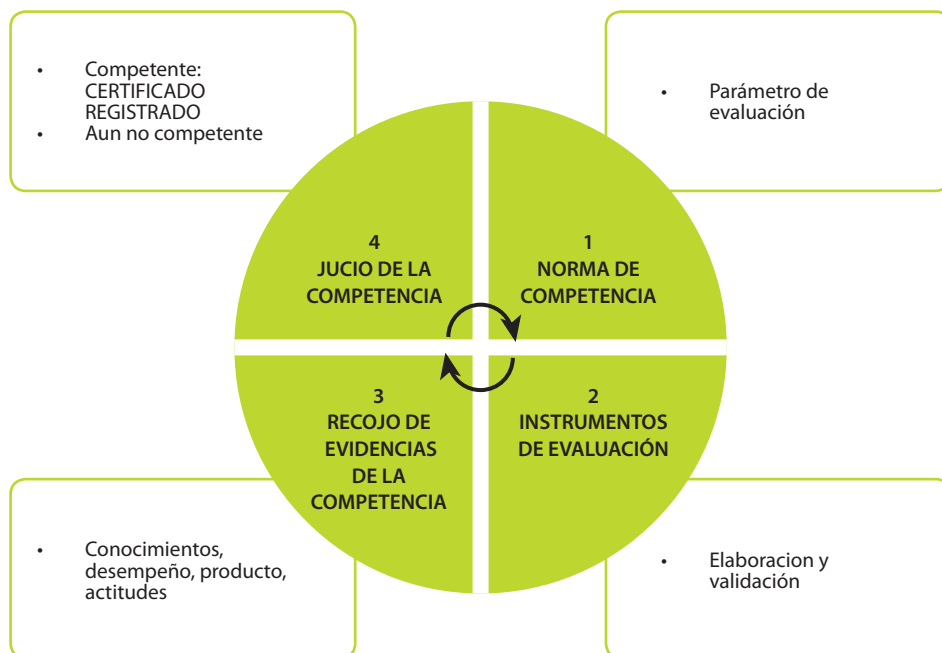 • Competente:
CERTIFICADO
REGISTRADO
• Aun no competente
• Parámetro de
evaluación
4
JUCIO DE LA
COMPETENCIA
1
NORMA DE
COMPETENCIA
3
RECOJO DE
EVIDENCIAS
DE LA
COMPETENCIA
2
INSTRUMENTOS
DE EVALUACIÓN
• Conocimientos,
desempeño, producto,
actitudes
• Elaboracion y
validación